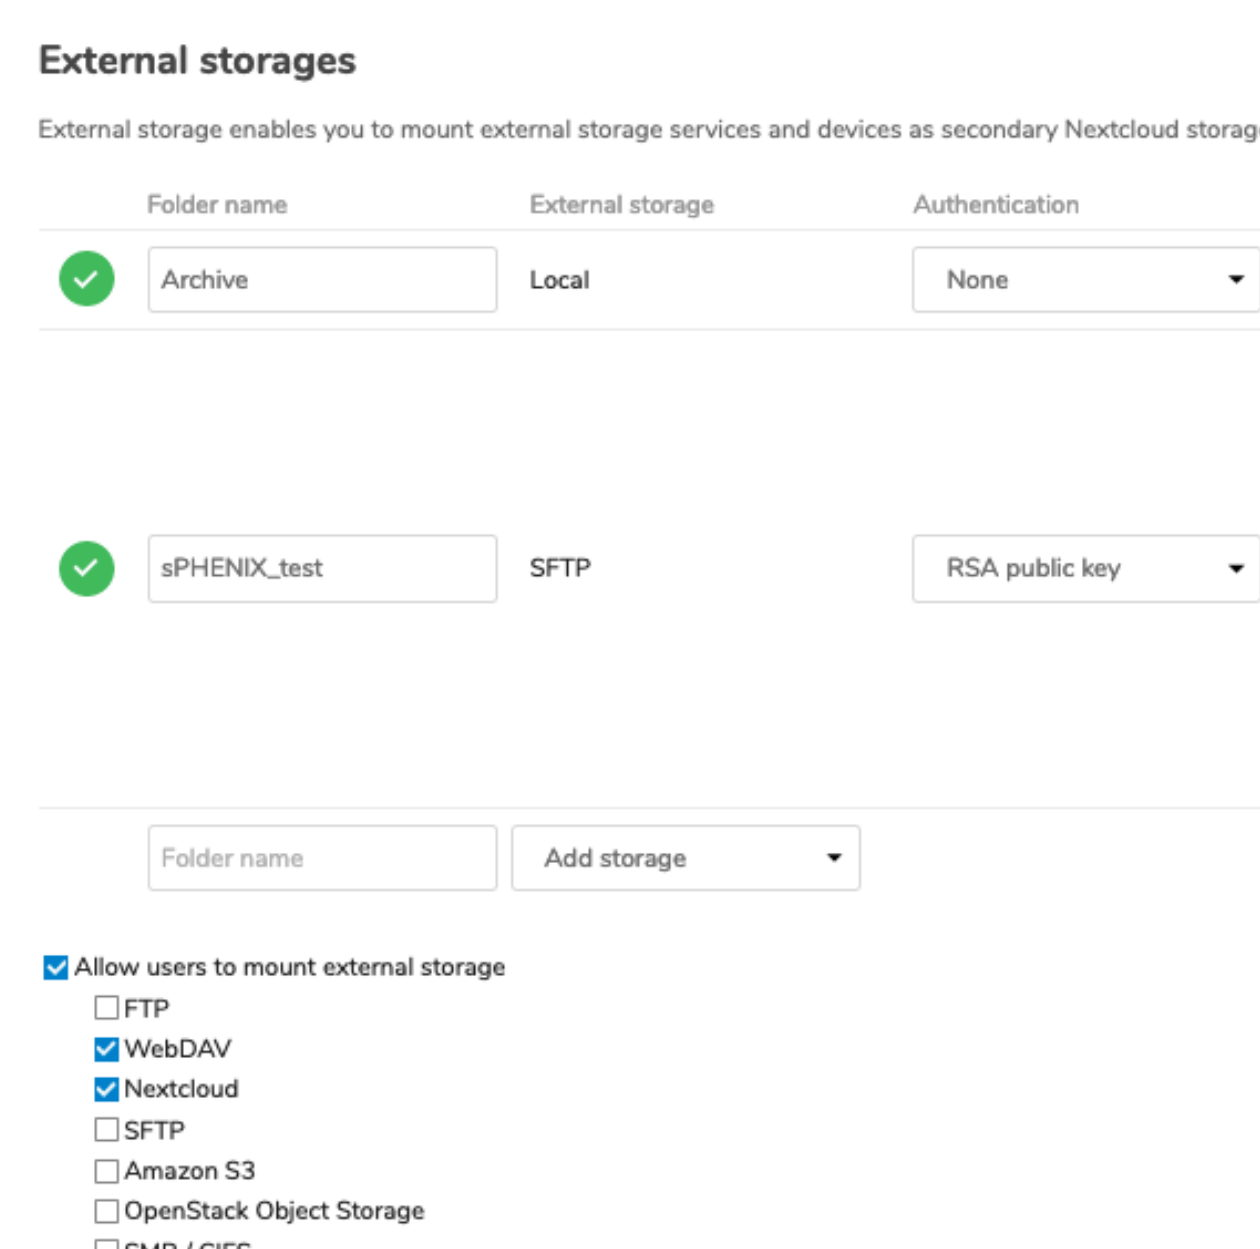 External storages
External storage enables you to mount external storage services and devices as secondary Nextcloud storag
Folder name External storage Authentication
Archive Local None
sPHENIX_test SFTP RSA public key
Folder name Add storage
Allow users to mount external storage
FTP
WebDAV
Nextcloud
SFTP
Amazon S3
OpenStack Object Storage
SMB / CIFS